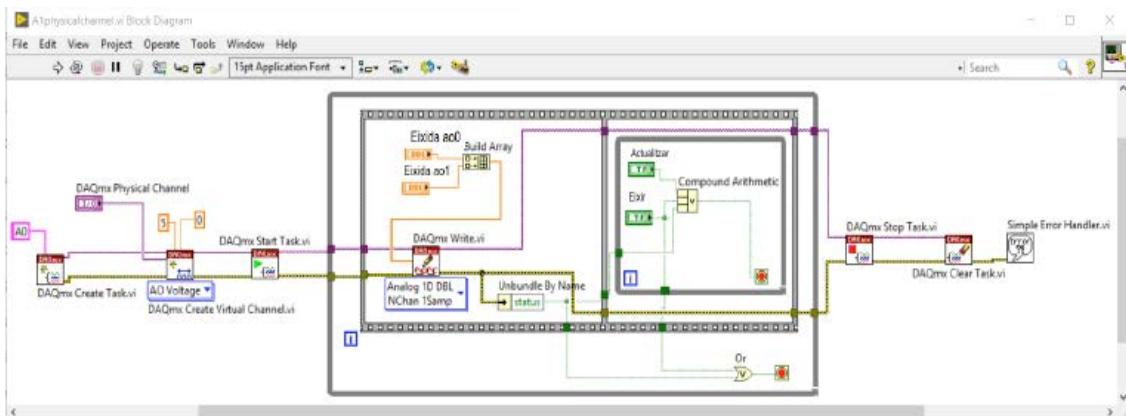 A1physicalchannel.vi Block Diagram
File Edit View Project Operate Tools Window Help
15pt Application Font
Search
Eixida ao0
Build Array
Eixida ao1
Actualizar
Compound Arithmetic
Eixir
DAQmx Physical Channel
I/O
5
0
AO
DAQmx Start Task.vi
DAQmx Write.vi
DAQmx Stop Task.vi
Simple Error Handler.vi
DAQmx Create Task.vi
AO Voltage
DAQmx Create Virtual Channel.vi
Analog 1D DBL
NChan 1Samp
Unbundle By Name
status
DAQmx Clear Task.vi
i
i
Or